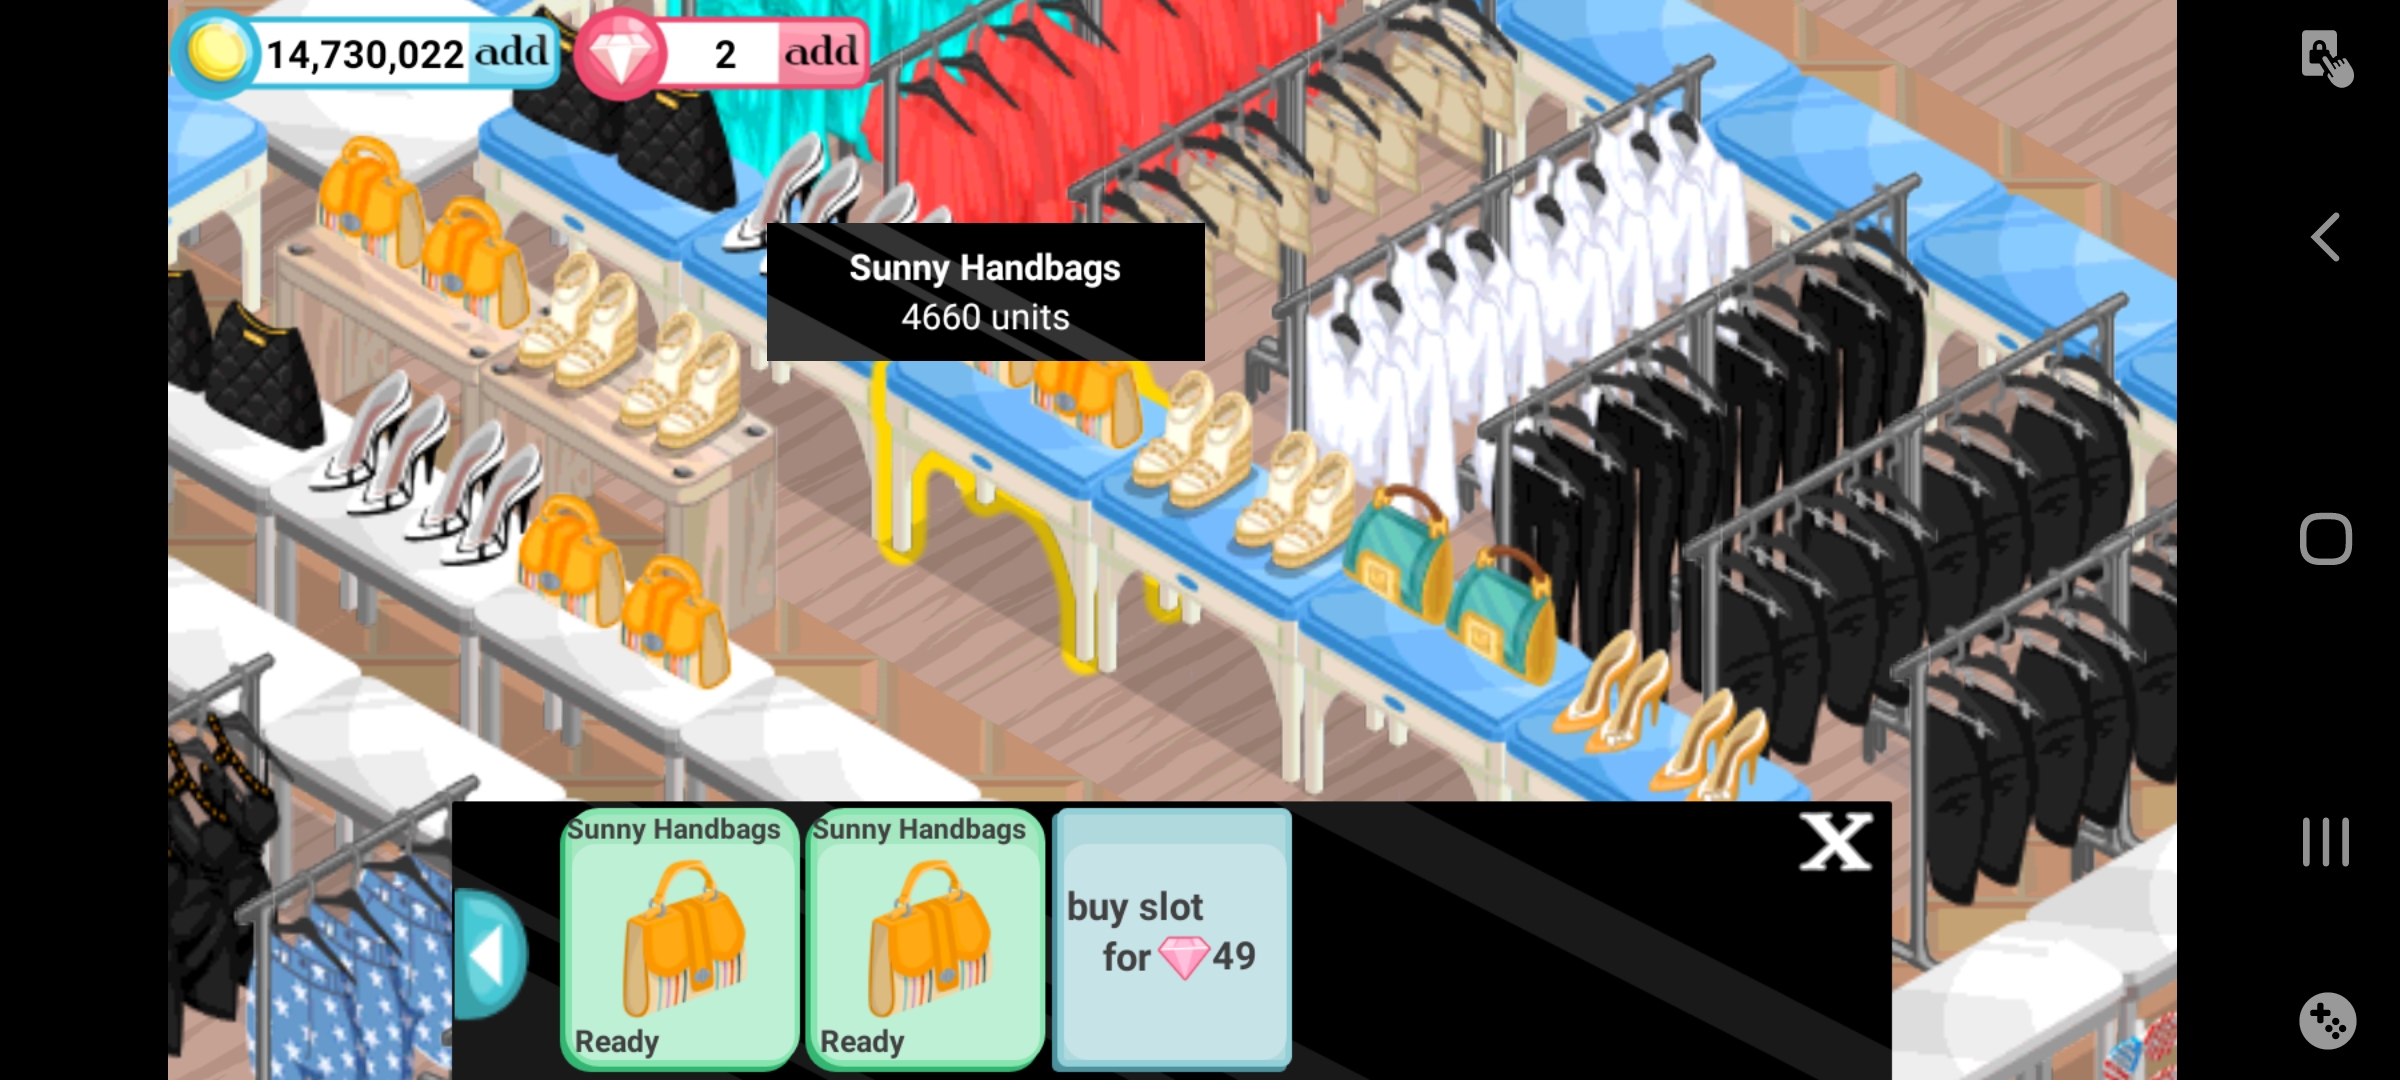 14,730,022 add
2 add
Sunny Handbags
4660 units
Sunny Handbags
Ready
Sunny Handbags
Ready
buy slot
for 49
X